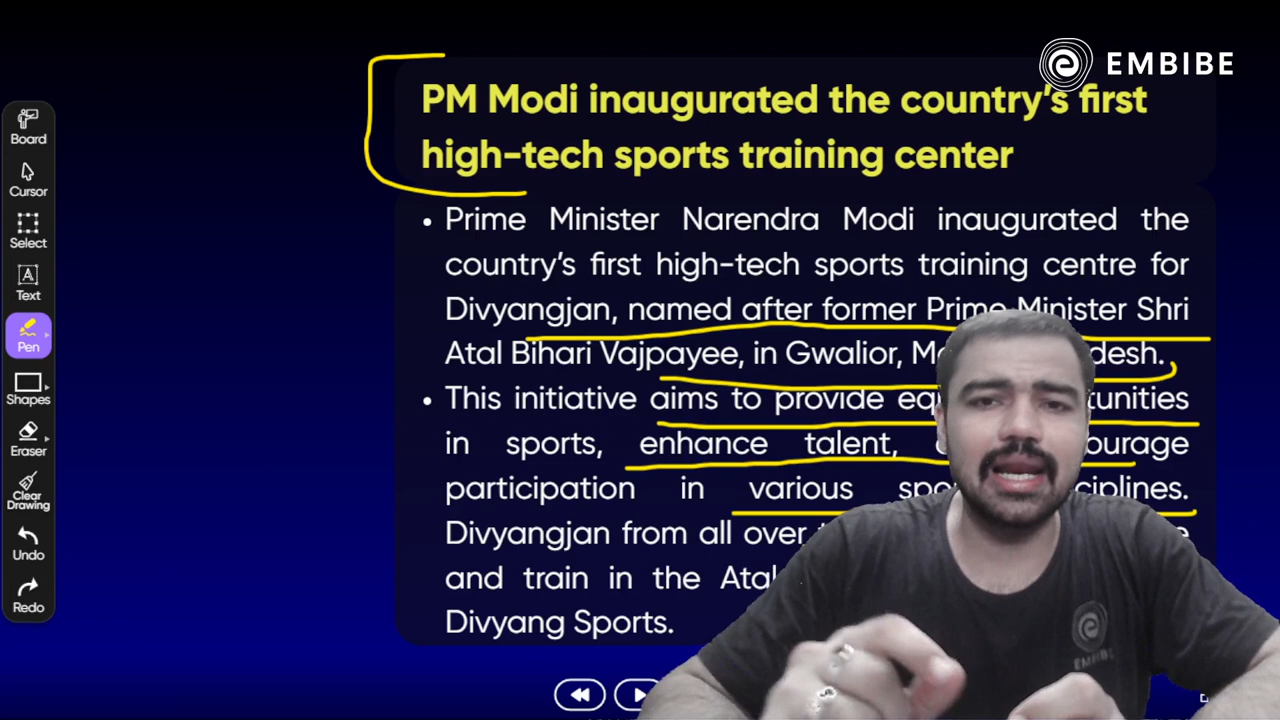 EMBIBE
PM Modi inaugurated the country's first
high-tech sports training center
• Prime Minister Narendra Modi inaugurated the
country's first high-tech sports training centre for
Divyangjan, named after former Prime Minister Shri
Atal Bihari Vajpayee, in Gwalior,
• This initiative aims to provide
in sports, enhance talent,
participation in various
Divyangjan from all over
and train in the Atal
Divyang Sports.
Board
Cursor
Select
Text
Pen
Shapes
Eraser
Clear
Drawing
Undo
Redo
EMBIBE